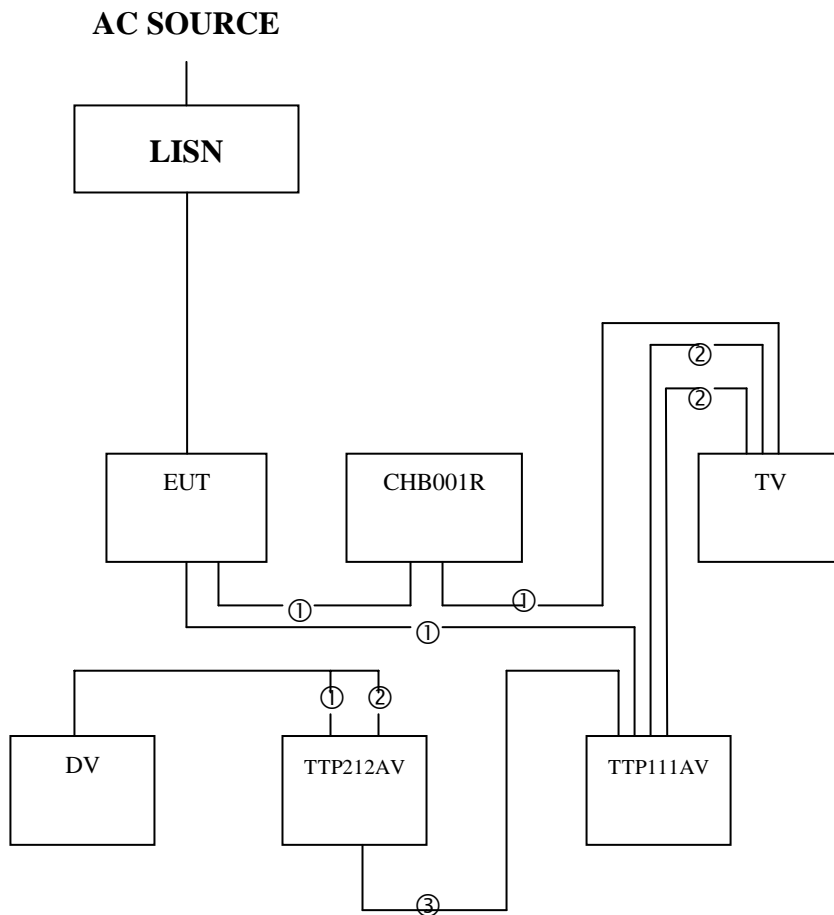 AC SOURCE
LISN
②
②
EUT
CHB001R
TV
①
①
①
①
②
DV
TTP212AV
TTP111AV
③